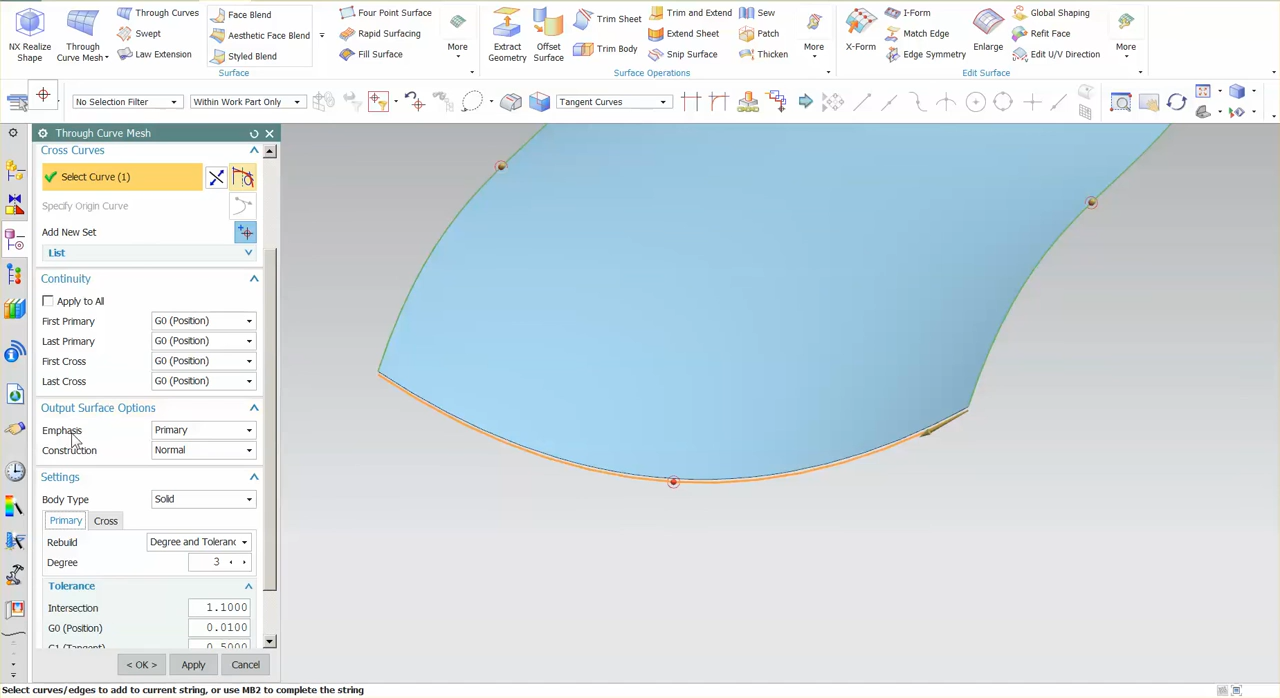 NX Realize
Shape
Through
Curve Mesh
Through Curves
Swept
Law Extension
Face Blend
Aesthetic Face Blend
Styled Blend
Four Point Surface
Rapid Surfacing
Fill Surface
More
Surface
Extract
Geometry
Offset
Surface
Trim Sheet
Trim Body
Trim and Extend
Extend Sheet
Snip Surface
Sew
Patch
Thicken
More
Surface Operations
X-Form
I-Form
Match Edge
Edge Symmetry
Enlarge
Global Shaping
Refit Face
Edit U/V Direction
More
Edit Surface
No Selection Filter
Within Work Part Only
Tangent Curves
Through Curve Mesh
Cross Curves
Select Curve (1)
Specify Origin Curve
Add New Set
List
Continuity
Apply to All
First Primary G0 (Position)
Last Primary G0 (Position)
First Cross G0 (Position)
Last Cross G0 (Position)
Output Surface Options
Emphasis Primary
Construction Normal
Settings
Body Type Solid
Primary Cross
Rebuild Degree and Toleranc
Degree 3
Tolerance
Intersection 1.1000
G0 (Position) 0.0100
G1 (Tangent) 0.5000
< OK > Apply Cancel
Select curves/edges to add to current string, or use MB2 to complete the string